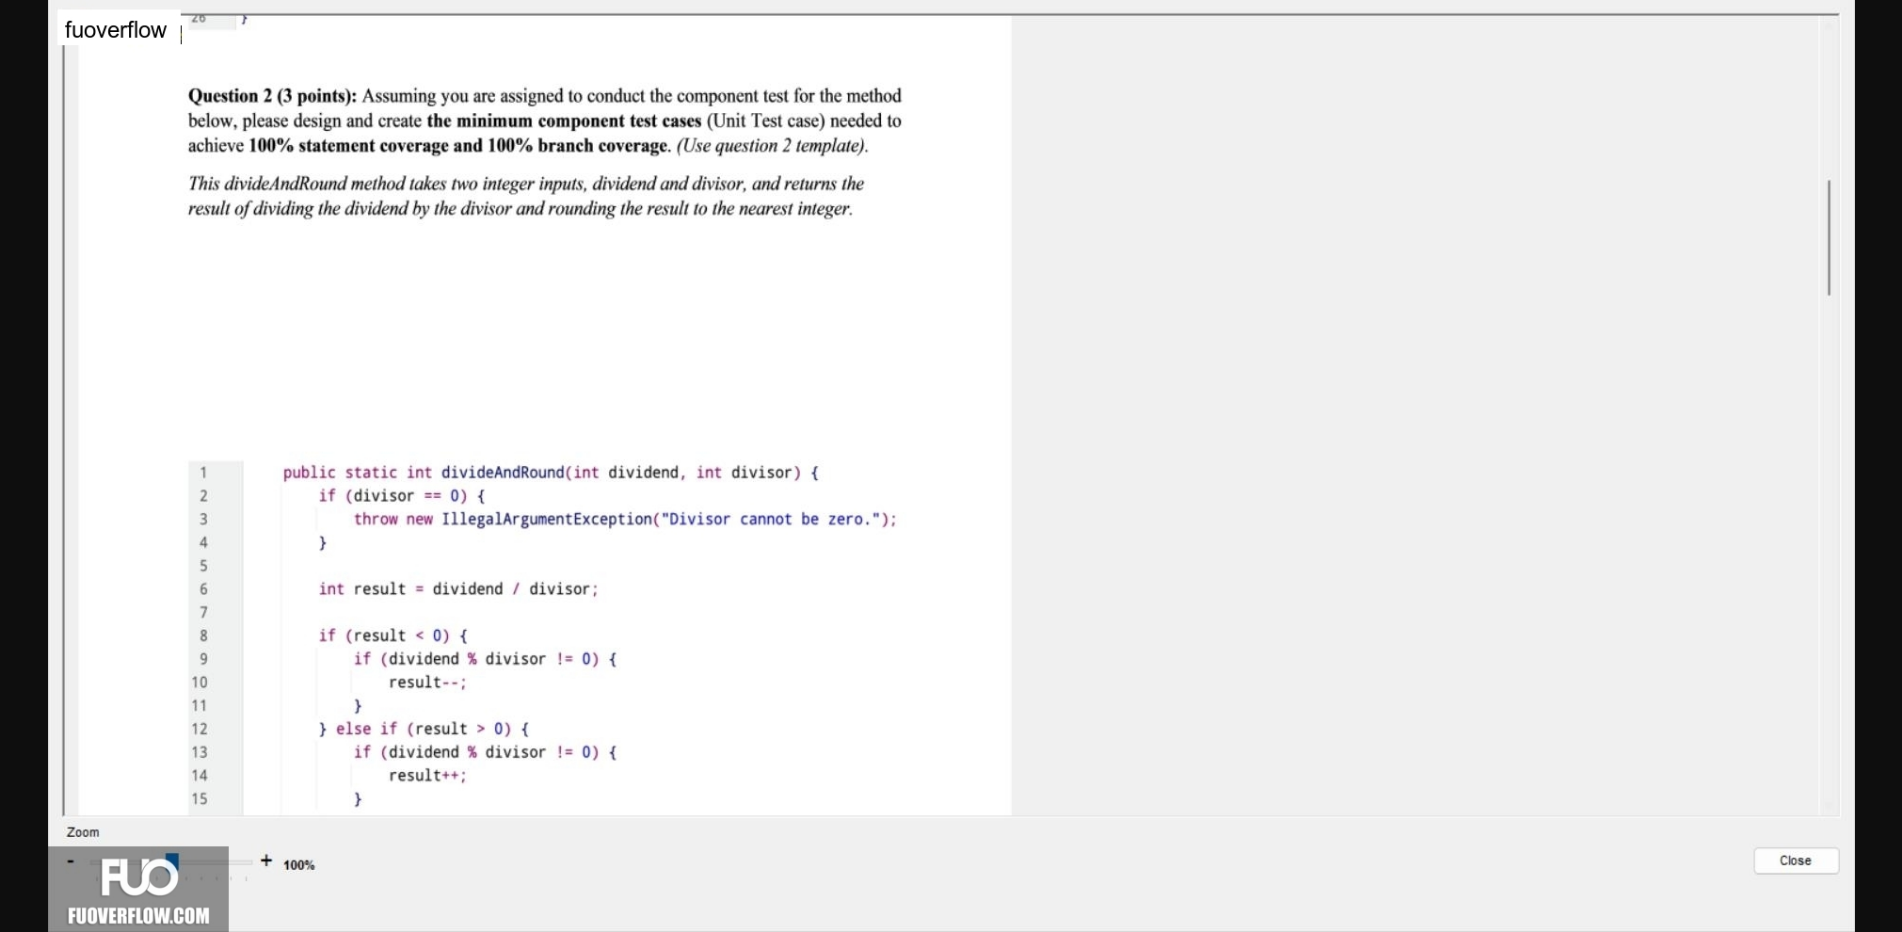 fuoverflow
26 }
Question 2 (3 points): Assuming you are assigned to conduct the component test for the method
below, please design and create the minimum component test cases (Unit Test case) needed to
achieve 100% statement coverage and 100% branch coverage. (Use question 2 template).
This divideAndRound method takes two integer inputs, dividend and divisor, and returns the
result of dividing the dividend by the divisor and rounding the result to the nearest integer.
1 public static int divideAndRound(int dividend, int divisor) {
2 if (divisor == 0) {
3 throw new IllegalArgumentException("Divisor cannot be zero.");
4 }
5
6 int result = dividend / divisor;
7
8 if (result < 0) {
9 if (dividend % divisor != 0) {
10 result--;
11 }
12 } else if (result > 0) {
13 if (dividend % divisor != 0) {
14 result++;
15 }
Zoom
- + 100%
Close
FUO
FUOVERFLOW.COM